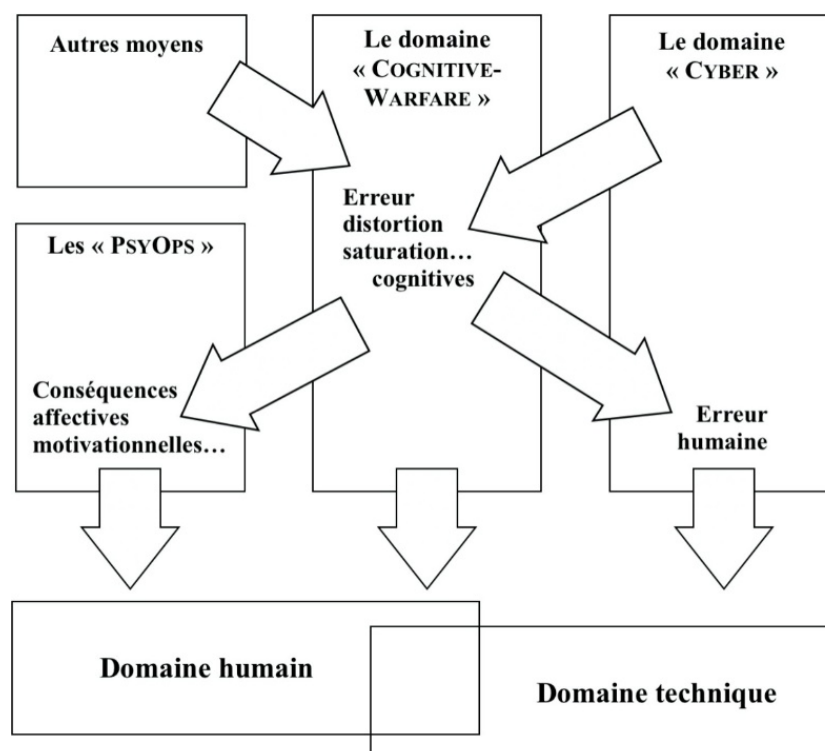 Autres moyens
Le domaine
« COGNITIVE-
WARFARE »
Le domaine
« CYBER »
Erreur
distortion
saturation…
cognitives
Les « PSYOPS »
Conséquences
affectives
motivationnelles…
Erreur
humaine
Domaine humain
Domaine technique